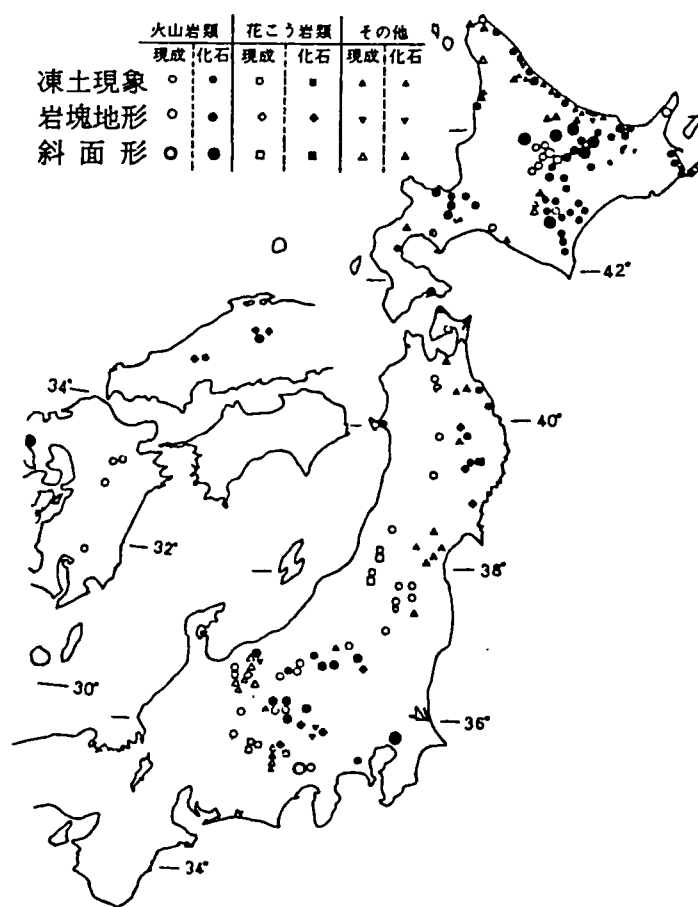 火山岩類 花こう岩類 その他
現成 化石 現成 化石 現成 化石
凍土現象
岩塊地形
斜面形
42°
34°
40°
32°
38°
30°
36°
34°